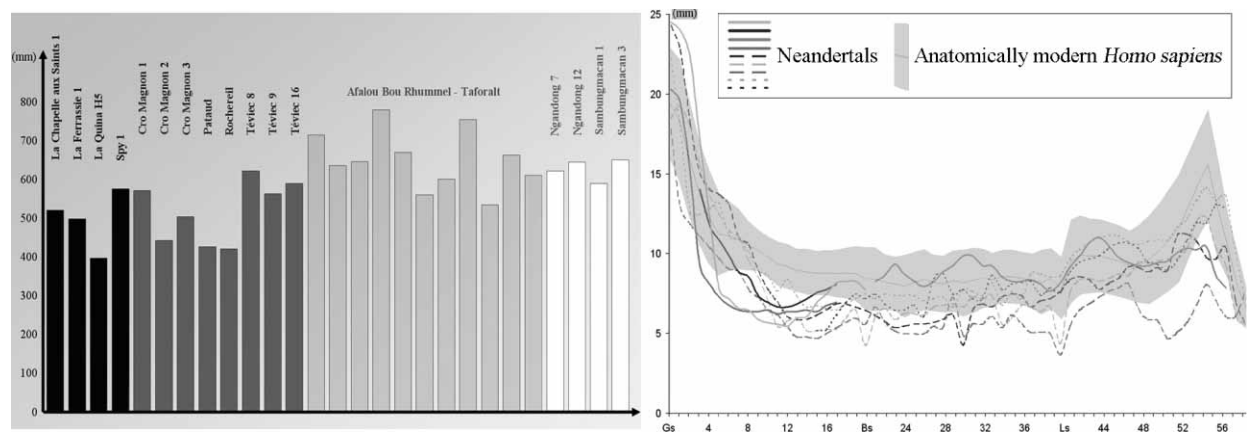 (mm)
800
700
600
500
400
300
200
100
0
La Chapelle aux Saints 1
La Ferrassie 1
La Quina H5
Spy 1
Cro Magnon 1
Cro Magnon 2
Cro Magnon 3
Pataud
Rochereil
Téviec 8
Téviec 9
Téviec 16
Afalou Bou Rhummel - Taforalt
Ngandong 7
Ngandong 12
Sambungmacan 1
Sambungmacan 3
(mm)
25
20
15
10
5
0
Neandertals
Anatomically modern Homo sapiens
Gs 4 8 12 16 Bs 24 28 32 36 Ls 44 48 52 56